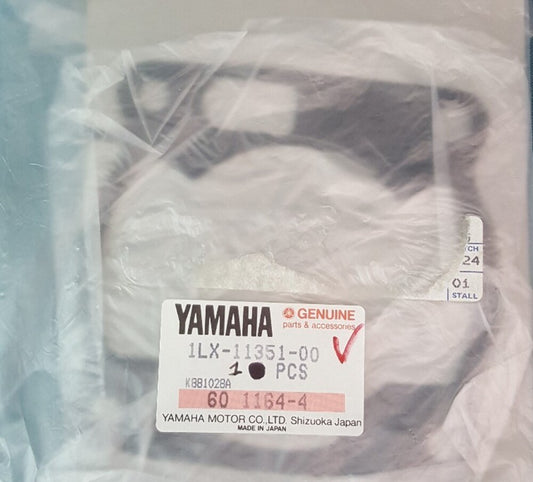 TCH
24
01
STALL
YAMAHA GENUINE
parts & accessories
1LX-11351-00
1 PCS
K8B1028A
60 1164-4
YAMAHA MOTOR CO.,LTD. Shizuoka Japan
MADE IN JAPAN